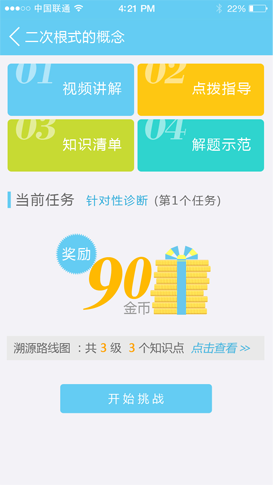 中国联通 4:21 PM 22%
二次根式的概念
01 视频讲解
02 点拨指导
03 知识清单
04 解题示范
当前任务 针对性诊断 (第1个任务)
奖励
90
金币
溯源路线图 ：共 3 级 3 个知识点 点击查看 >>
开始挑战